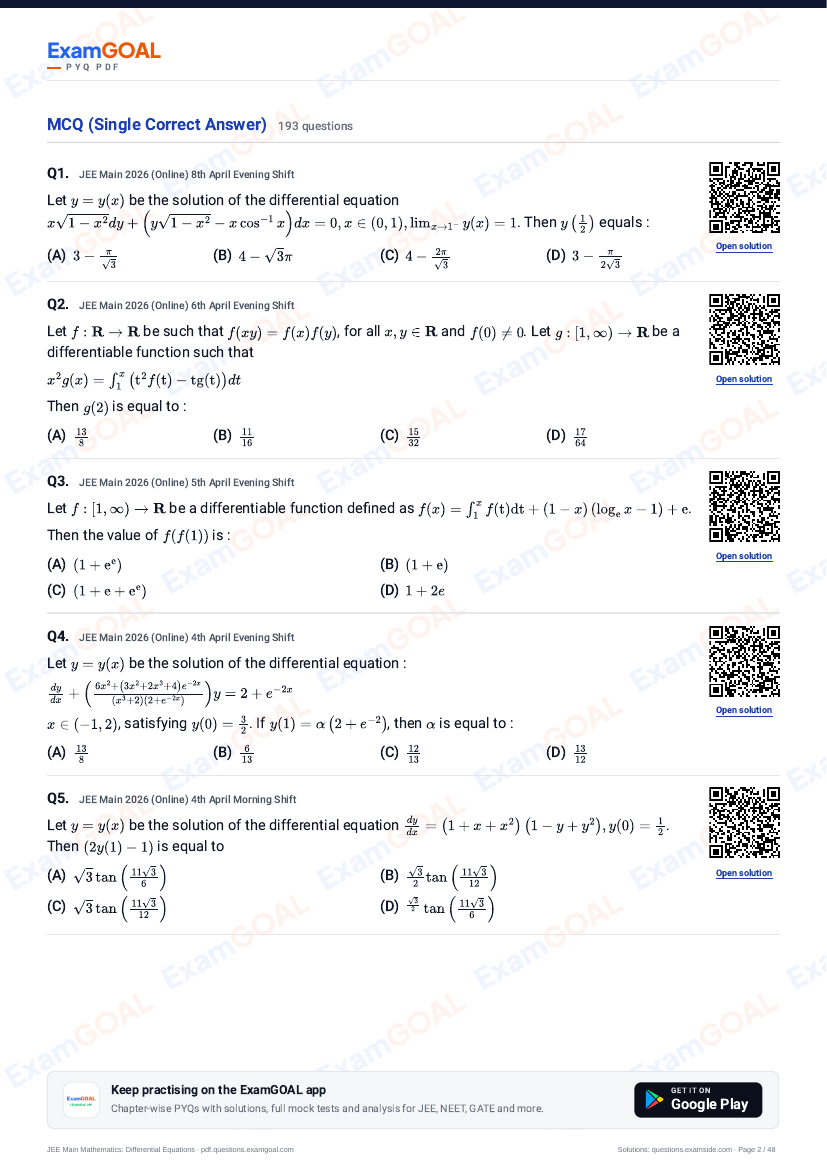 ExamGOAL
PYQ PDF
MCQ (Single Correct Answer) 193 questions
Q1. JEE Main 2026 (Online) 8th April Evening Shift
Let y = y(x) be the solution of the differential equation
x√(1 − x²)dy + (y√(1 − x²) − x cos⁻¹ x)dx = 0, x ∈ (0, 1), lim_{x→1⁻} y(x) = 1. Then y(1/2) equals :
(A) 3 − π/√3 (B) 4 − √3π (C) 4 − 2π/√3 (D) 3 − π/2√3
Open solution
Q2. JEE Main 2026 (Online) 6th April Evening Shift
Let f : R → R be such that f(xy) = f(x)f(y), for all x, y ∈ R and f(0) ≠ 0. Let g : [1, ∞) → R be a
differentiable function such that
x²g(x) = ∫₁ˣ (t²f(t) − tg(t))dt
Then g(2) is equal to :
(A) 13/8 (B) 11/16 (C) 15/32 (D) 17/64
Open solution
Q3. JEE Main 2026 (Online) 5th April Evening Shift
Let f : [1, ∞) → R be a differentiable function defined as f(x) = ∫₁ˣ f(t)dt + (1 − x)(logₑ x − 1) + e.
Then the value of f(f(1)) is :
(A) (1 + eᵉ) (B) (1 + e)
(C) (1 + e + eᵉ) (D) 1 + 2e
Open solution
Q4. JEE Main 2026 (Online) 4th April Evening Shift
Let y = y(x) be the solution of the differential equation :
dy/dx + ((6x²+(3x²+2x³+4)e⁻²ˣ)/((x³+2)(2+e⁻²ˣ)))y = 2 + e⁻²ˣ
x ∈ (−1, 2), satisfying y(0) = 3/2. If y(1) = α(2 + e⁻²), then α is equal to :
(A) 13/8 (B) 6/13 (C) 12/13 (D) 13/12
Open solution
Q5. JEE Main 2026 (Online) 4th April Morning Shift
Let y = y(x) be the solution of the differential equation dy/dx = (1 + x + x²)(1 − y + y²), y(0) = 1/2.
Then (2y(1) − 1) is equal to
(A) √3 tan(11√3/6) (B) √3/2 tan(11√3/12)
(C) √3 tan(11√3/12) (D) √3/2 tan(11√3/6)
Open solution
Keep practising on the ExamGOAL app
Chapter-wise PYQs with solutions, full mock tests and analysis for JEE, NEET, GATE and more.
ExamGOAL
GET IT ON
Google Play
JEE Main Mathematics: Differential Equations · pdf.questions.examgoal.com Solutions: questions.examside.com · Page 2 / 48